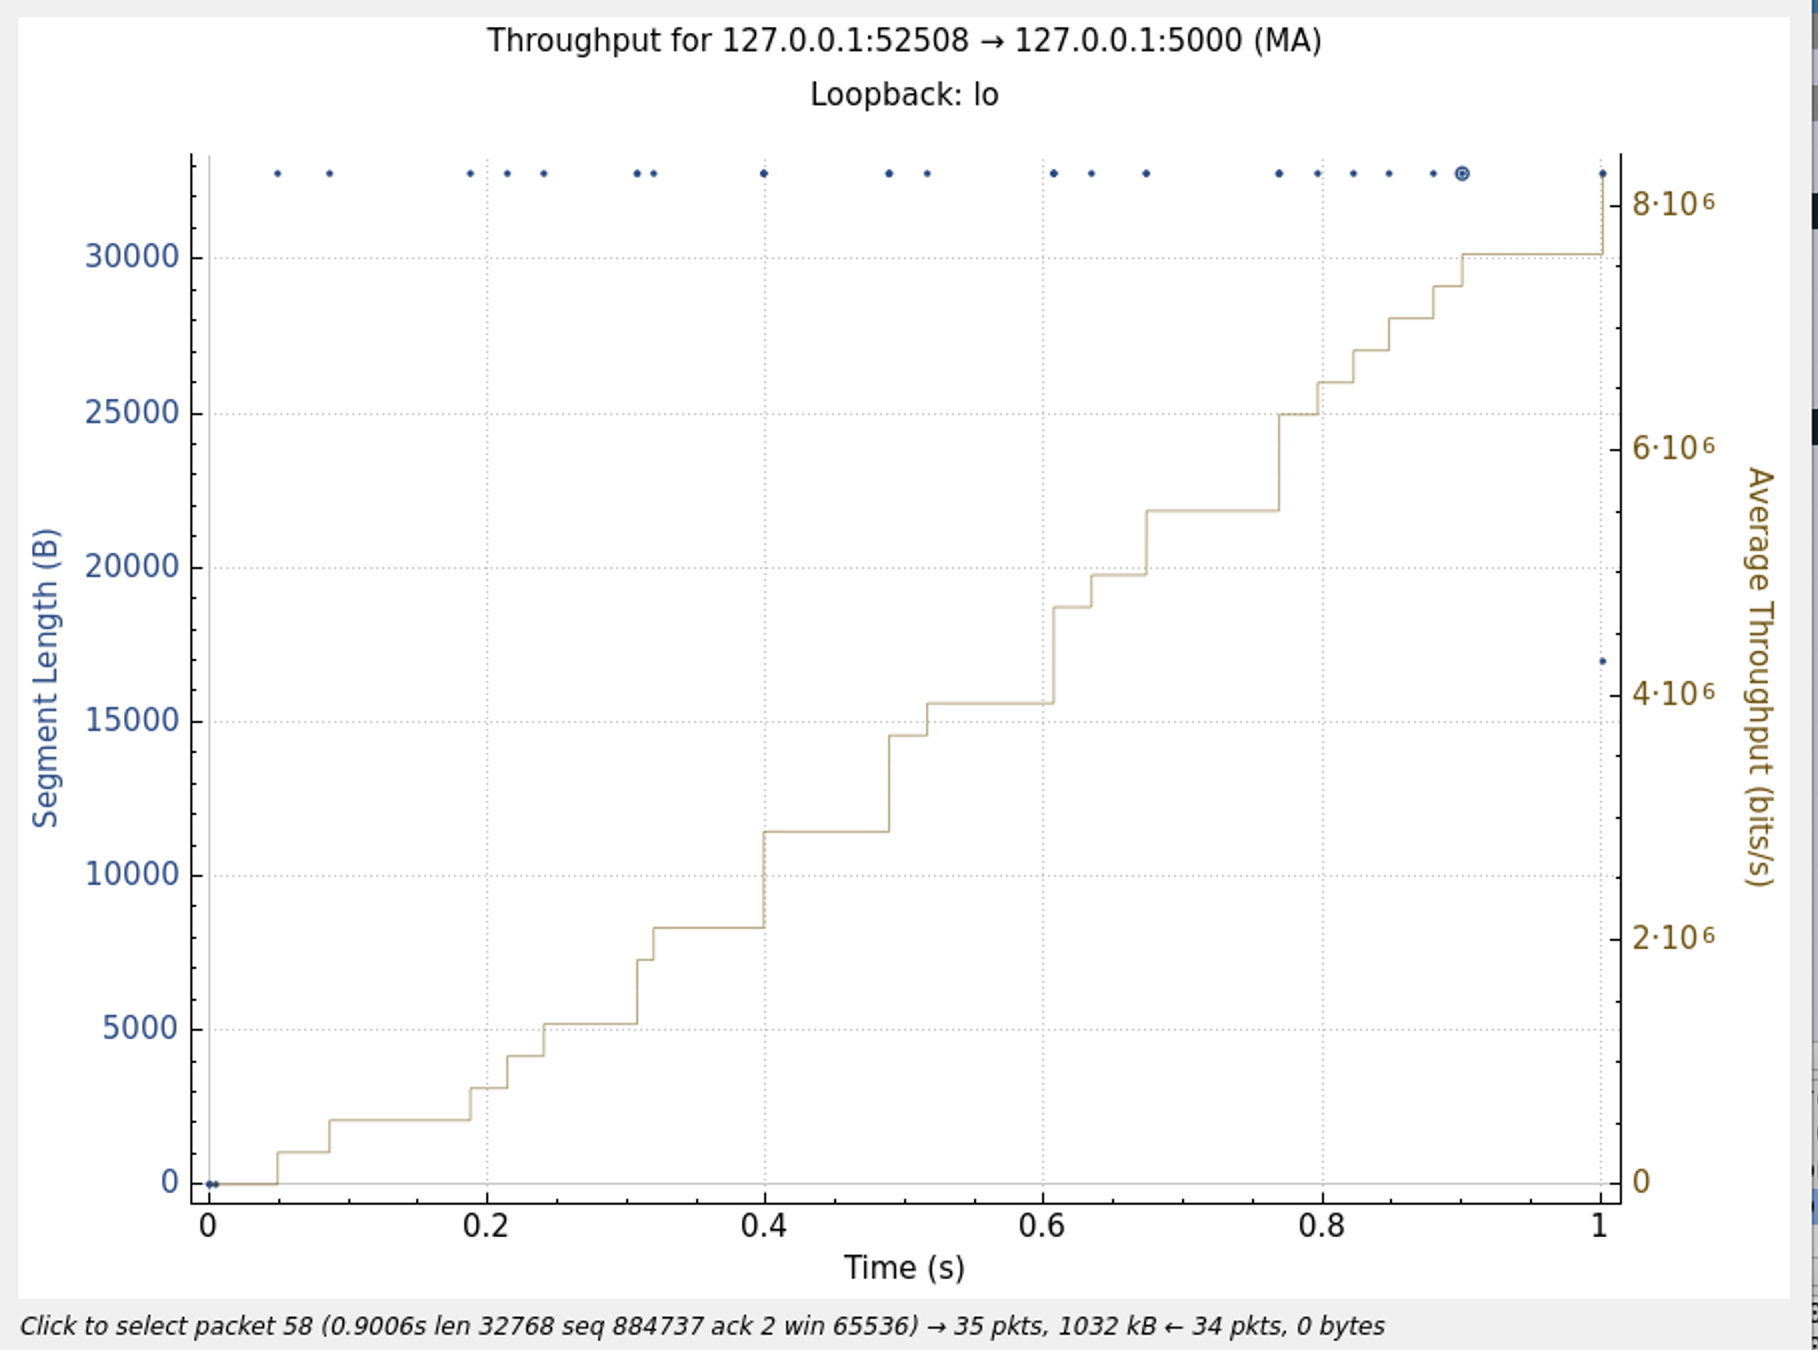 Throughput for 127.0.0.1:52508 → 127.0.0.1:5000 (MA)
Loopback: lo
Segment Length (B)
30000
25000
20000
15000
10000
5000
0
8·10⁶
6·10⁶
4·10⁶
2·10⁶
0
Average Throughput (bits/s)
0 0.2 0.4 0.6 0.8 1
Time (s)
Click to select packet 58 (0.9006s len 32768 seq 884737 ack 2 win 65536) → 35 pkts, 1032 kB ← 34 pkts, 0 bytes